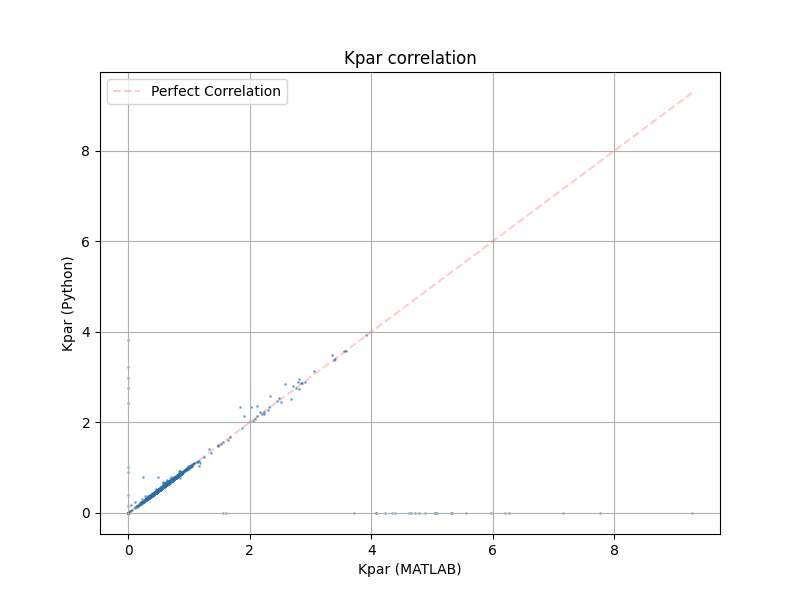 Kpar correlation
Perfect Correlation
Kpar (Python)
8
6
4
2
0
0 2 4 6 8
Kpar (MATLAB)